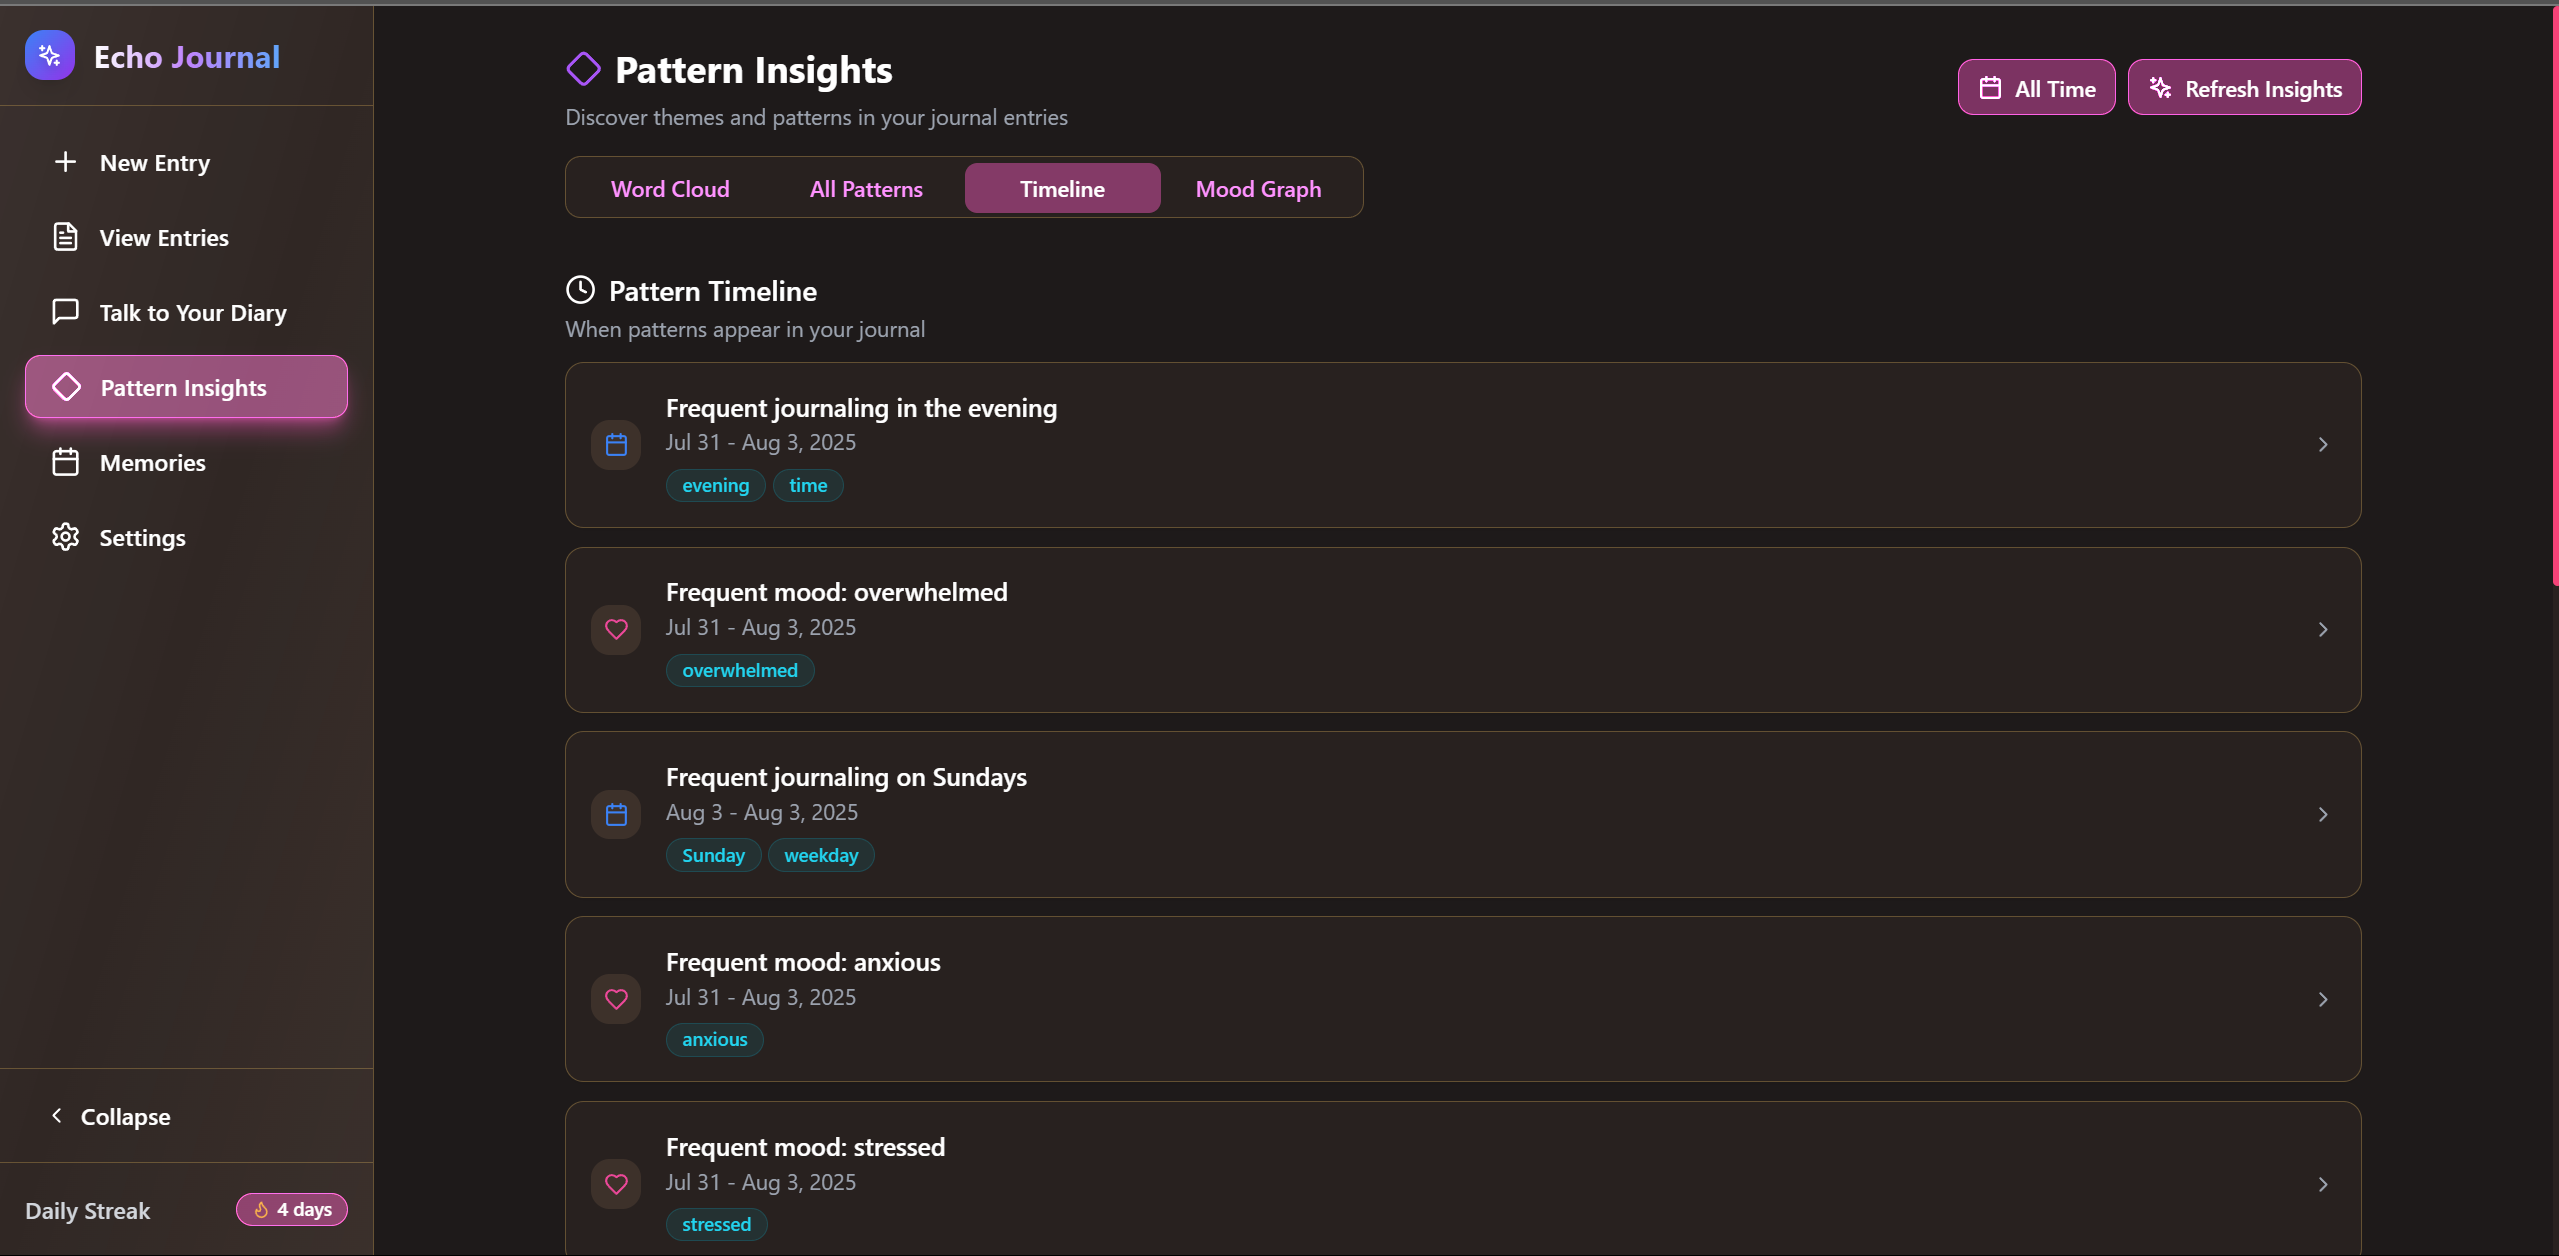 Echo Journal
New Entry
View Entries
Talk to Your Diary
Pattern Insights
Memories
Settings
Collapse
Daily Streak
4 days
Pattern Insights
Discover themes and patterns in your journal entries
All Time
Refresh Insights
Word Cloud
All Patterns
Timeline
Mood Graph
Pattern Timeline
When patterns appear in your journal
Frequent journaling in the evening
Jul 31 - Aug 3, 2025
evening time
Frequent mood: overwhelmed
Jul 31 - Aug 3, 2025
overwhelmed
Frequent journaling on Sundays
Aug 3 - Aug 3, 2025
Sunday weekday
Frequent mood: anxious
Jul 31 - Aug 3, 2025
anxious
Frequent mood: stressed
Jul 31 - Aug 3, 2025
stressed